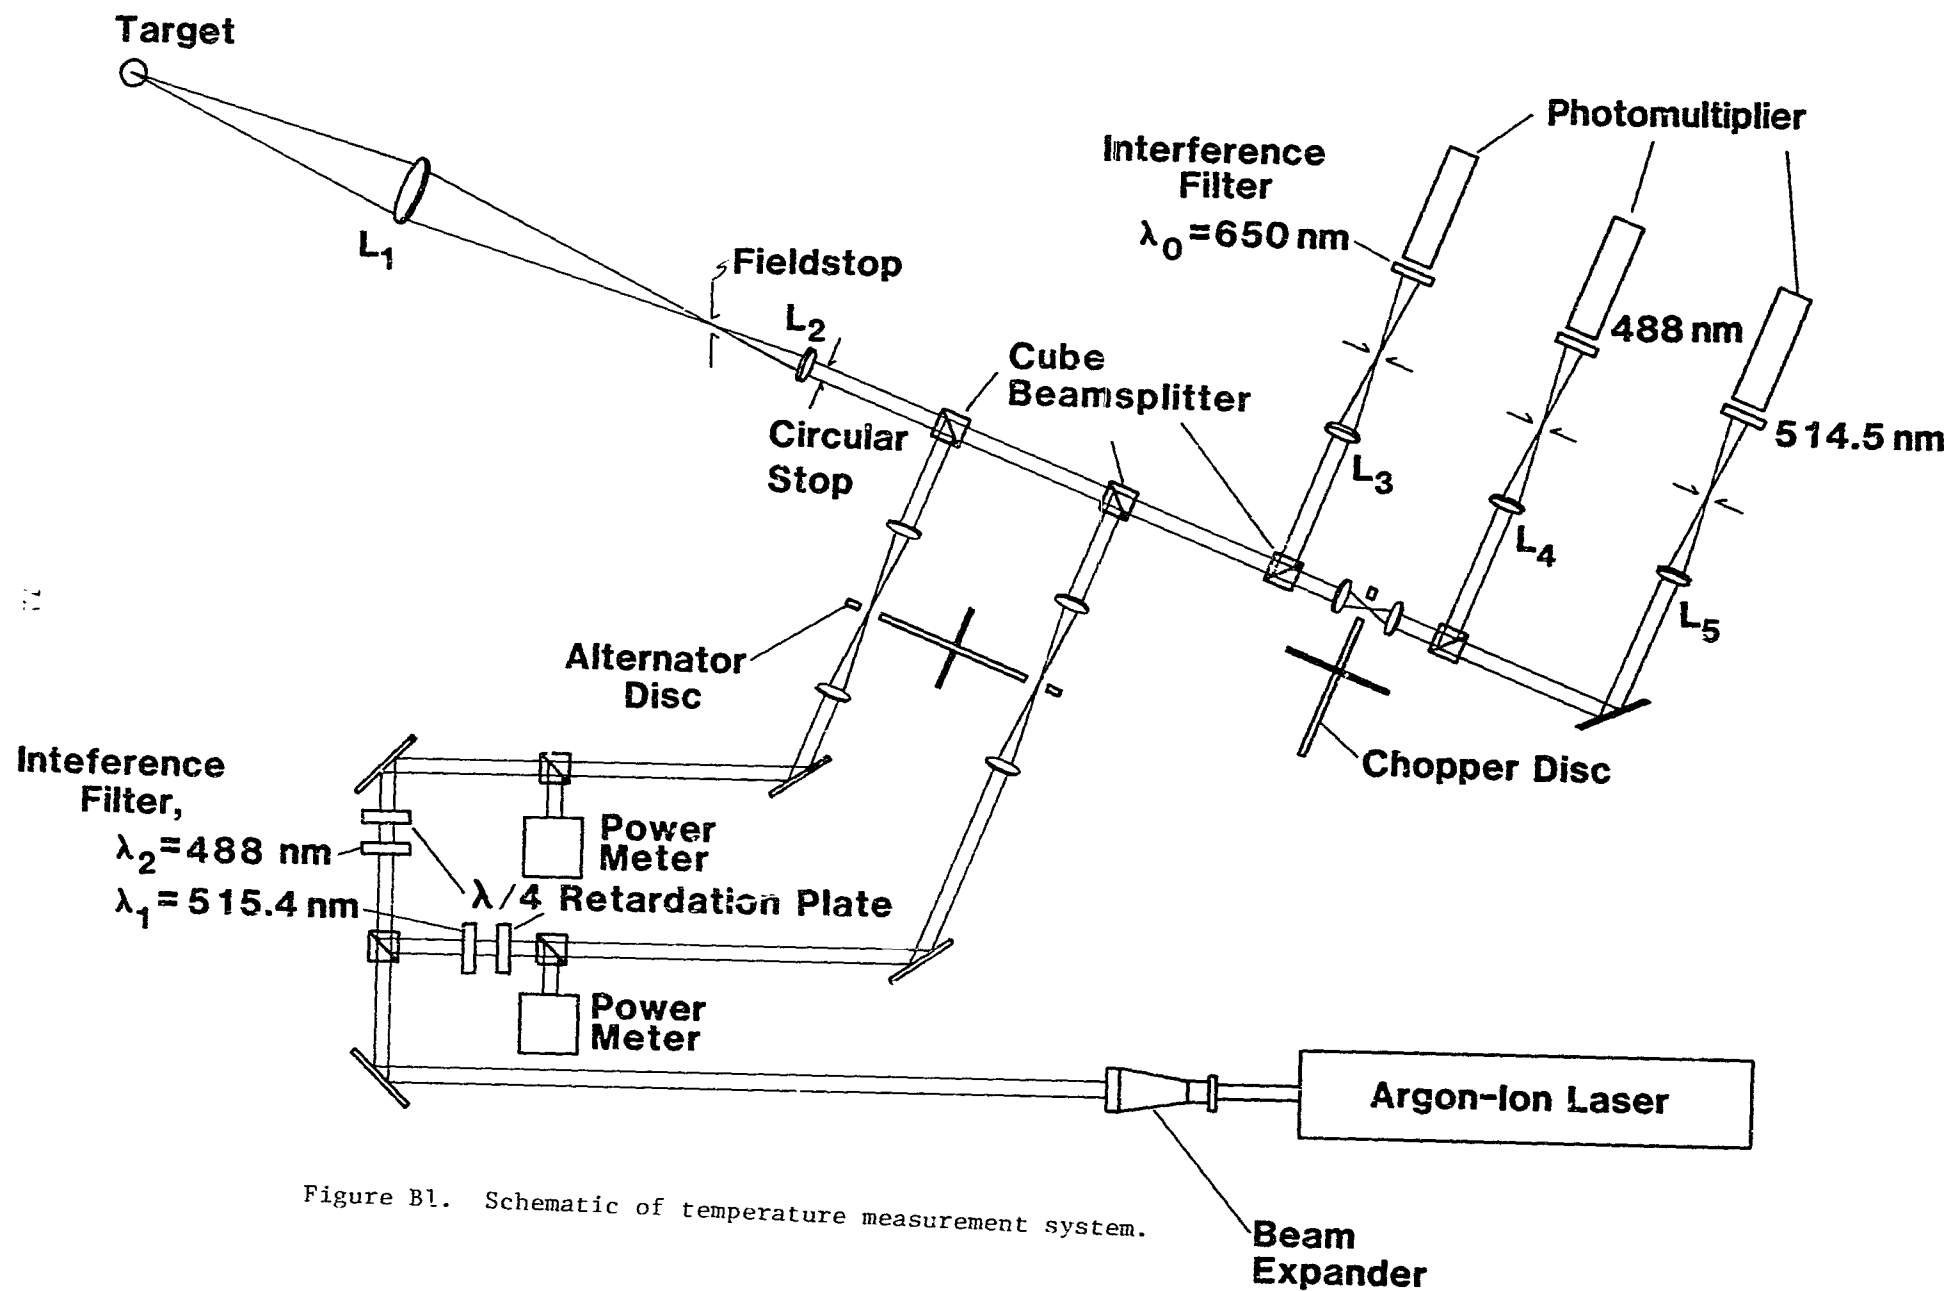 Target
L1
Fieldstop
L2
Circular
Stop
Cube
Beamsplitter
Interference
Filter
λ0=650 nm
Photomultiplier
488 nm
514.5 nm
L3
L4
L5
Alternator
Disc
Chopper Disc
Inteference
Filter,
λ2=488 nm
λ1=515.4 nm
Power
Meter
λ/4 Retardation Plate
Power
Meter
Argon-Ion Laser
Beam
Expander
Figure B1. Schematic of temperature measurement system.